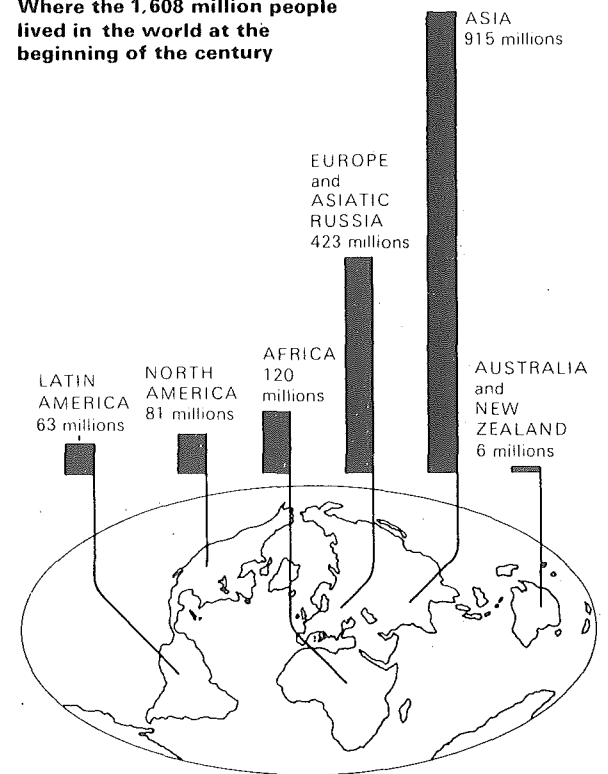 Where the 1,608 million people
lived in the world at the
beginning of the century
ASIA
915 millions
EUROPE
and
ASIATIC
RUSSIA
423 millions
AFRICA
120
millions
NORTH
AMERICA
81 millions
LATIN
AMERICA
63 millions
AUSTRALIA
and
NEW
ZEALAND
6 millions